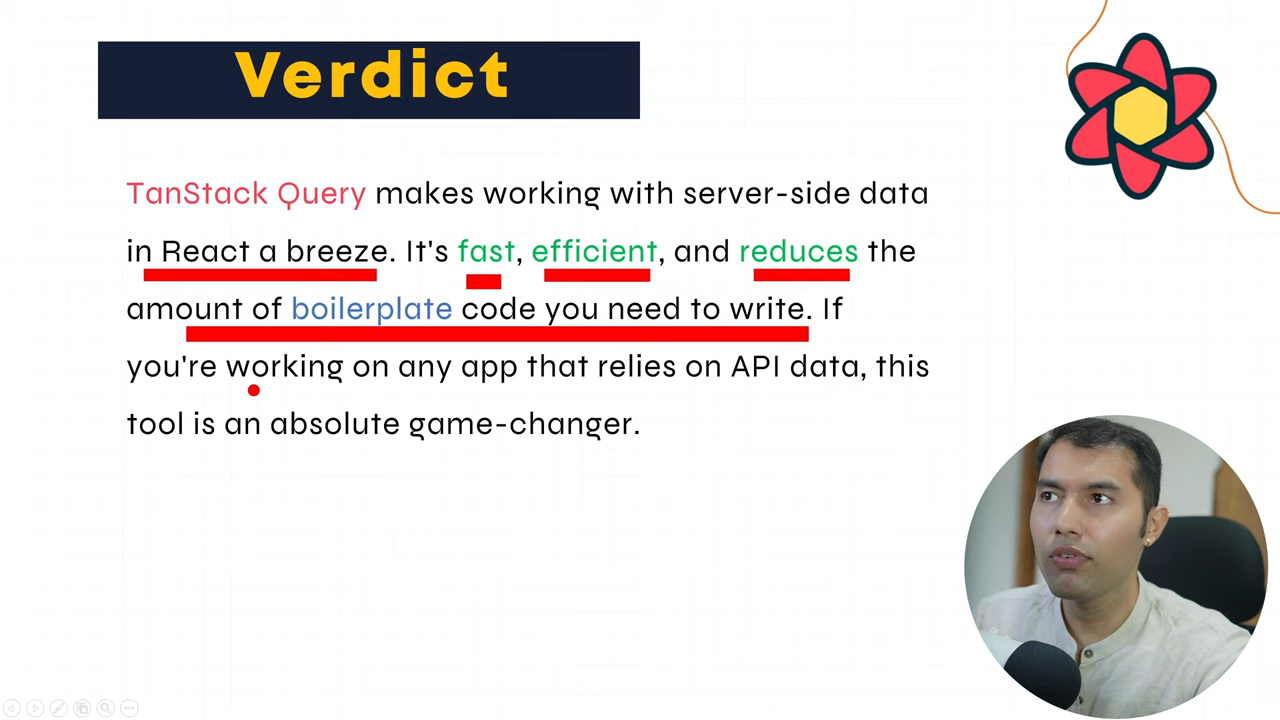 Verdict
TanStack Query makes working with server-side data
in React a breeze. It's fast, efficient, and reduces the
amount of boilerplate code you need to write. If
you're working on any app that relies on API data, this
tool is an absolute game-changer.